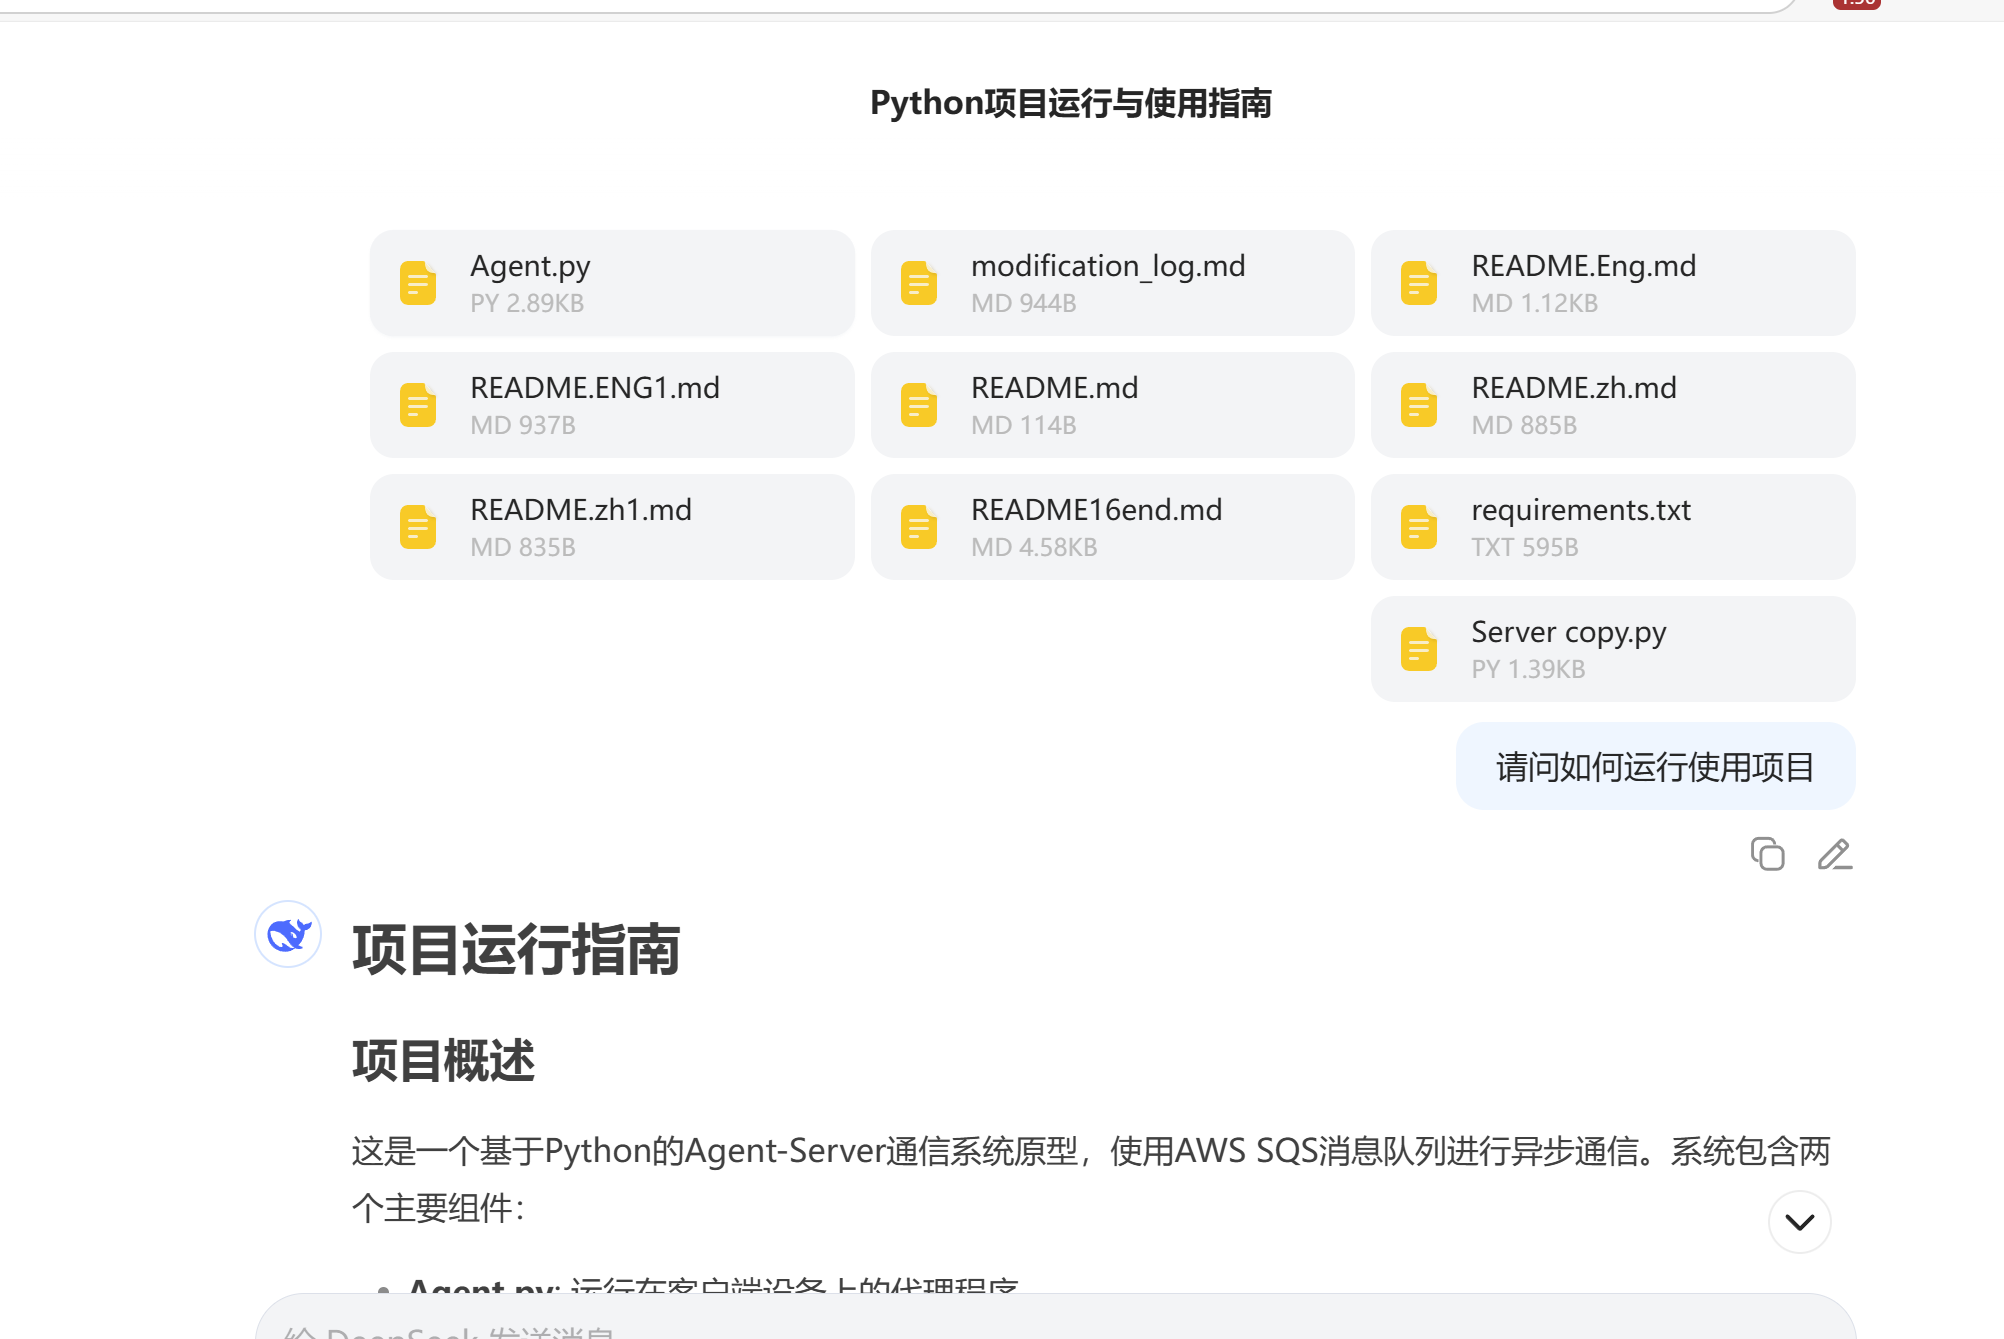 Python项目运行与使用指南
Agent.py
PY 2.89KB
modification_log.md
MD 944B
README.Eng.md
MD 1.12KB
README.ENG1.md
MD 937B
README.md
MD 114B
README.zh.md
MD 885B
README.zh1.md
MD 835B
README16end.md
MD 4.58KB
requirements.txt
TXT 595B
Server copy.py
PY 1.39KB
请问如何运行使用项目
项目运行指南
项目概述
这是一个基于Python的Agent-Server通信系统原型，使用AWS SQS消息队列进行异步通信。系统包含两
个主要组件：
Agent.py: 运行在客户端设备上的代理程序
给 DeepSeek 发送消息